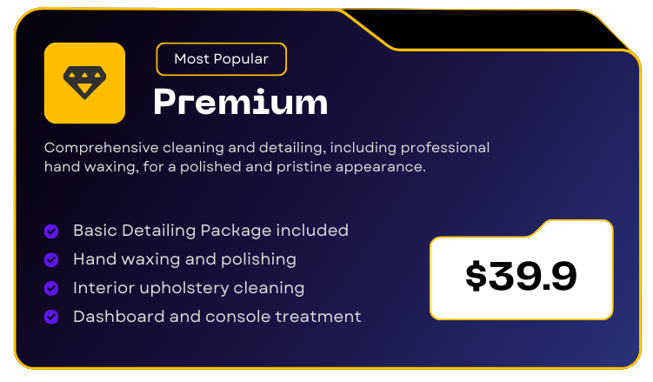 Most Popular
Premium
Comprehensive cleaning and detailing, including professional
hand waxing, for a polished and pristine appearance.
Basic Detailing Package included
Hand waxing and polishing
Interior upholstery cleaning
Dashboard and console treatment
$39.9